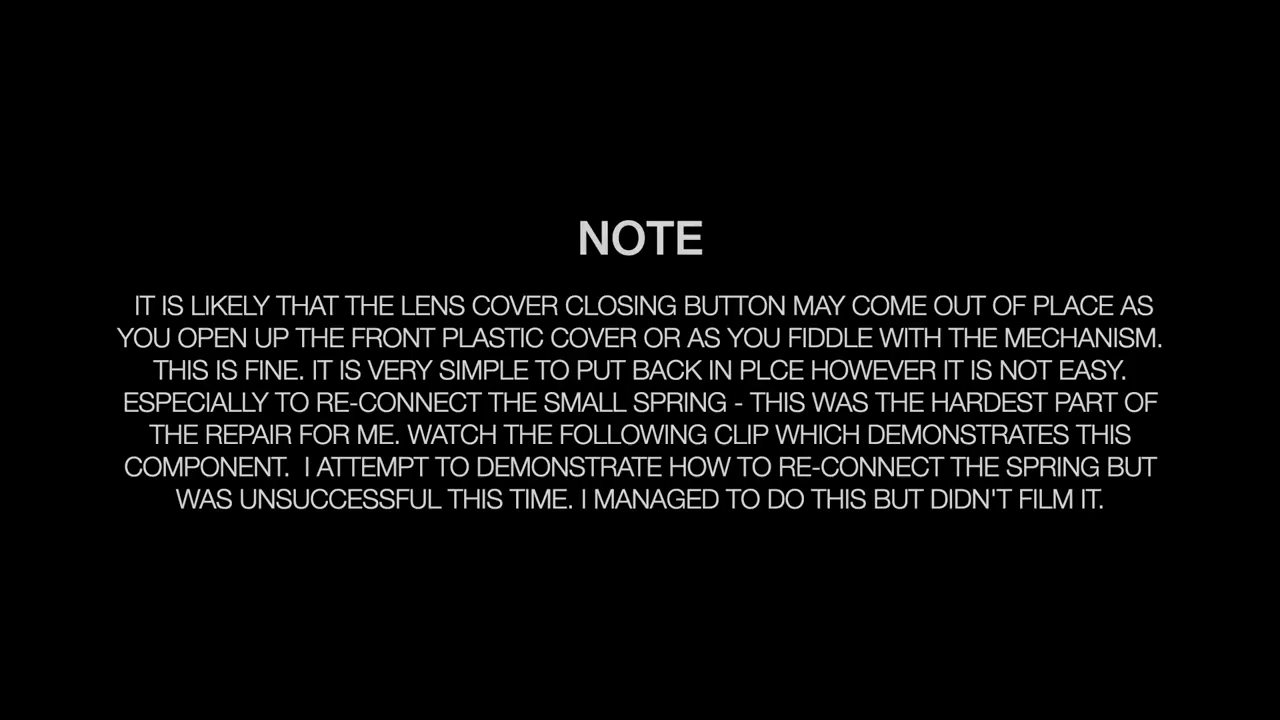 NOTE
IT IS LIKELY THAT THE LENS COVER CLOSING BUTTON MAY COME OUT OF PLACE AS
YOU OPEN UP THE FRONT PLASTIC COVER OR AS YOU FIDDLE WITH THE MECHANISM.
THIS IS FINE. IT IS VERY SIMPLE TO PUT BACK IN PLCE HOWEVER IT IS NOT EASY.
ESPECIALLY TO RE-CONNECT THE SMALL SPRING - THIS WAS THE HARDEST PART OF
THE REPAIR FOR ME. WATCH THE FOLLOWING CLIP WHICH DEMONSTRATES THIS
COMPONENT.  I ATTEMPT TO DEMONSTRATE HOW TO RE-CONNECT THE SPRING BUT
WAS UNSUCCESSFUL THIS TIME. I MANAGED TO DO THIS BUT DIDN'T FILM IT.